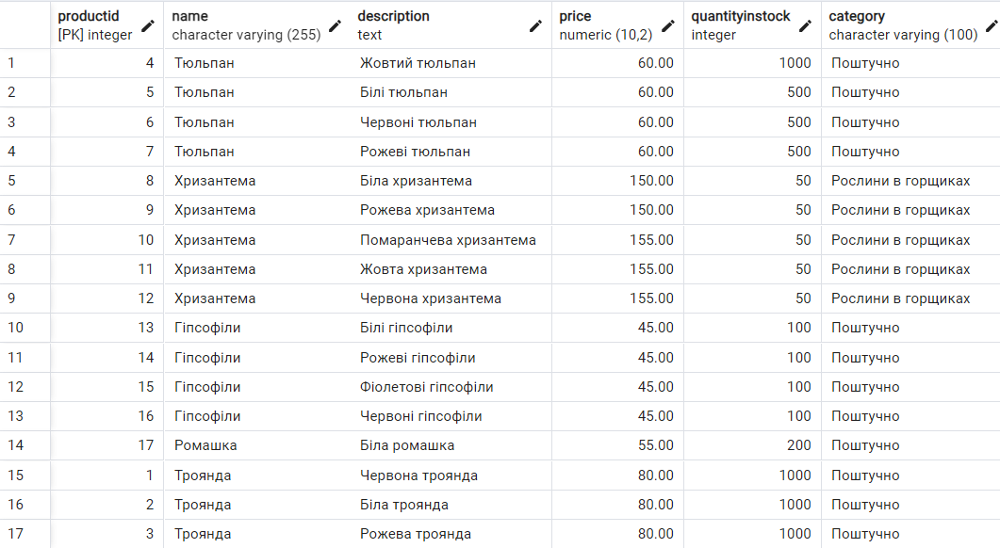 productid name description price quantityinstock category
[PK] integer character varying (255) text numeric (10,2) integer character varying (100)
1 4 Тюльпан Жовтий тюльпан 60.00 1000 Поштучно
2 5 Тюльпан Білі тюльпан 60.00 500 Поштучно
3 6 Тюльпан Червоні тюльпан 60.00 500 Поштучно
4 7 Тюльпан Рожеві тюльпан 60.00 500 Поштучно
5 8 Хризантема Біла хризантема 150.00 50 Рослини в горщиках
6 9 Хризантема Рожева хризантема 150.00 50 Рослини в горщиках
7 10 Хризантема Помаранчева хризантема 155.00 50 Рослини в горщиках
8 11 Хризантема Жовта хризантема 155.00 50 Рослини в горщиках
9 12 Хризантема Червона хризантема 155.00 50 Рослини в горщиках
10 13 Гіпсофіли Білі гіпсофіли 45.00 100 Поштучно
11 14 Гіпсофіли Рожеві гіпсофіли 45.00 100 Поштучно
12 15 Гіпсофіли Фіолетові гіпсофіли 45.00 100 Поштучно
13 16 Гіпсофіли Червоні гіпсофіли 45.00 100 Поштучно
14 17 Ромашка Біла ромашка 55.00 200 Поштучно
15 1 Троянда Червона троянда 80.00 1000 Поштучно
16 2 Троянда Біла троянда 80.00 1000 Поштучно
17 3 Троянда Рожева троянда 80.00 1000 Поштучно